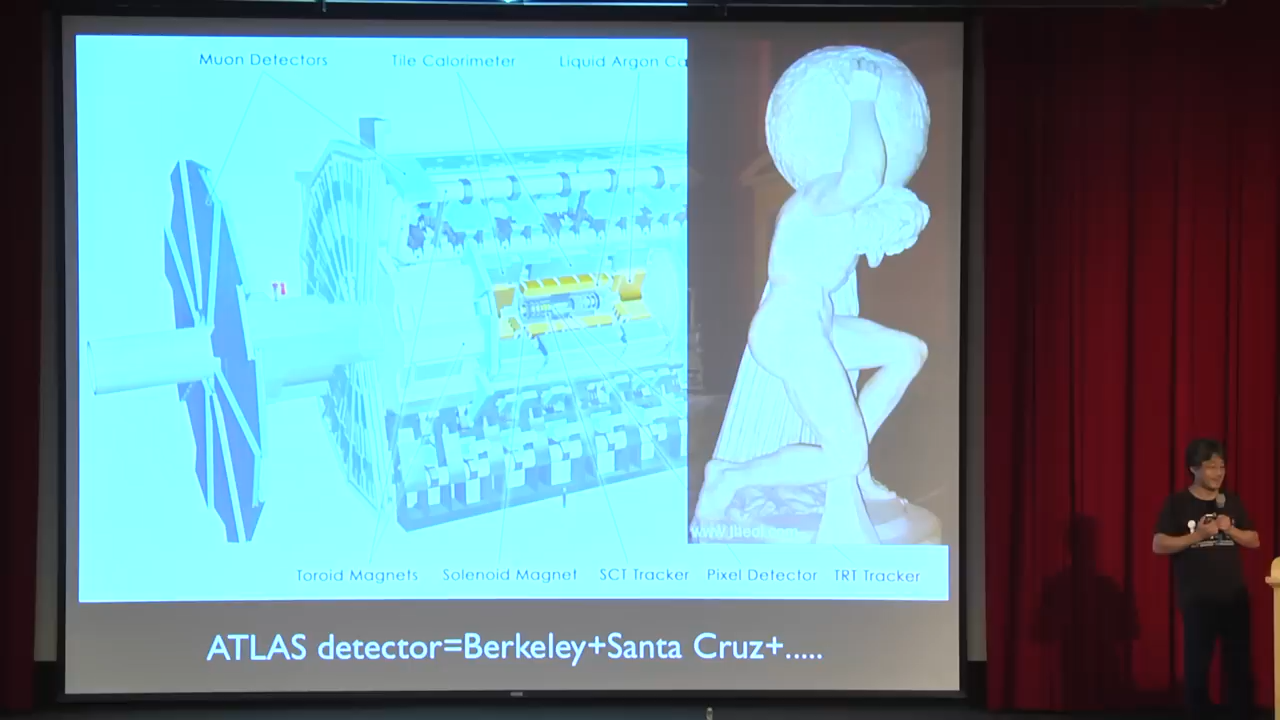 Muon Detectors Tile Calorimeter Liquid Argon Ca
Toroid Magnets Solenoid Magnet SCT Tracker Pixel Detector TRT Tracker
ATLAS detector=Berkeley+Santa Cruz+.....